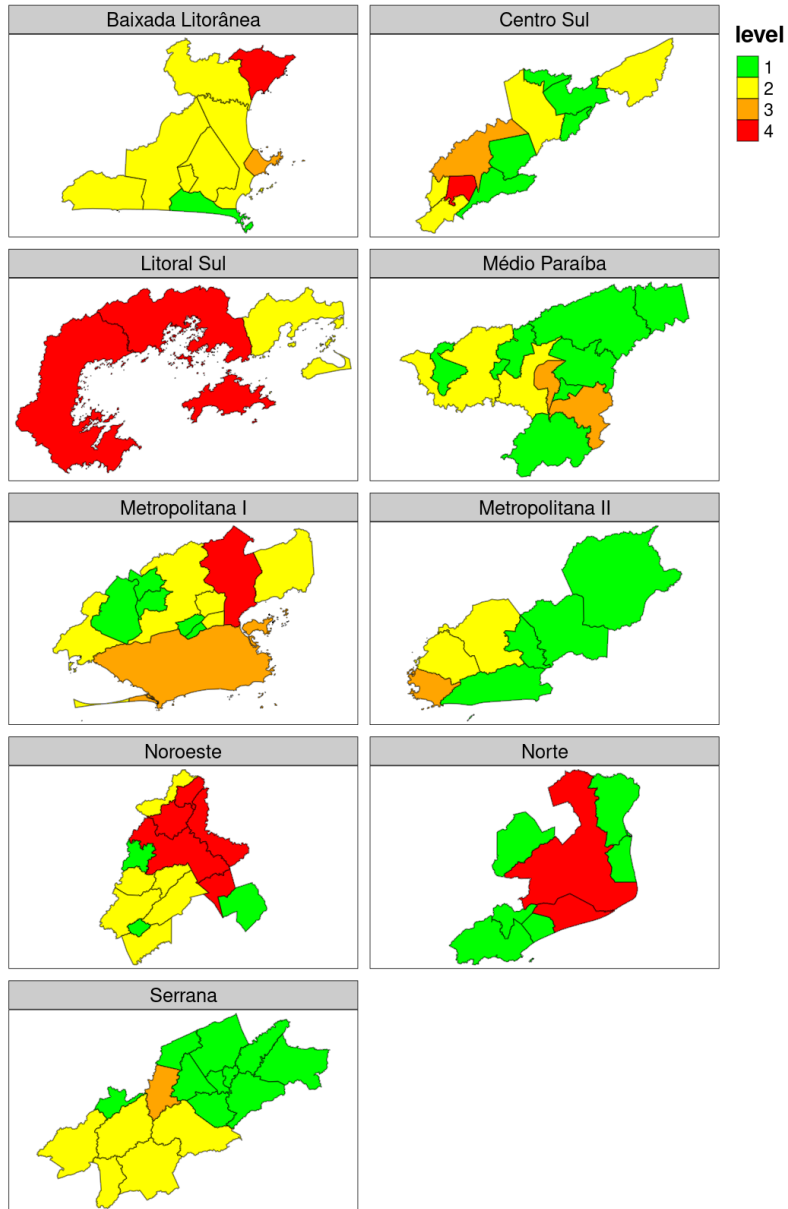 Baixada Litorânea
Centro Sul
level
1
2
3
4
Litoral Sul
Médio Paraíba
Metropolitana I
Metropolitana II
Noroeste
Norte
Serrana